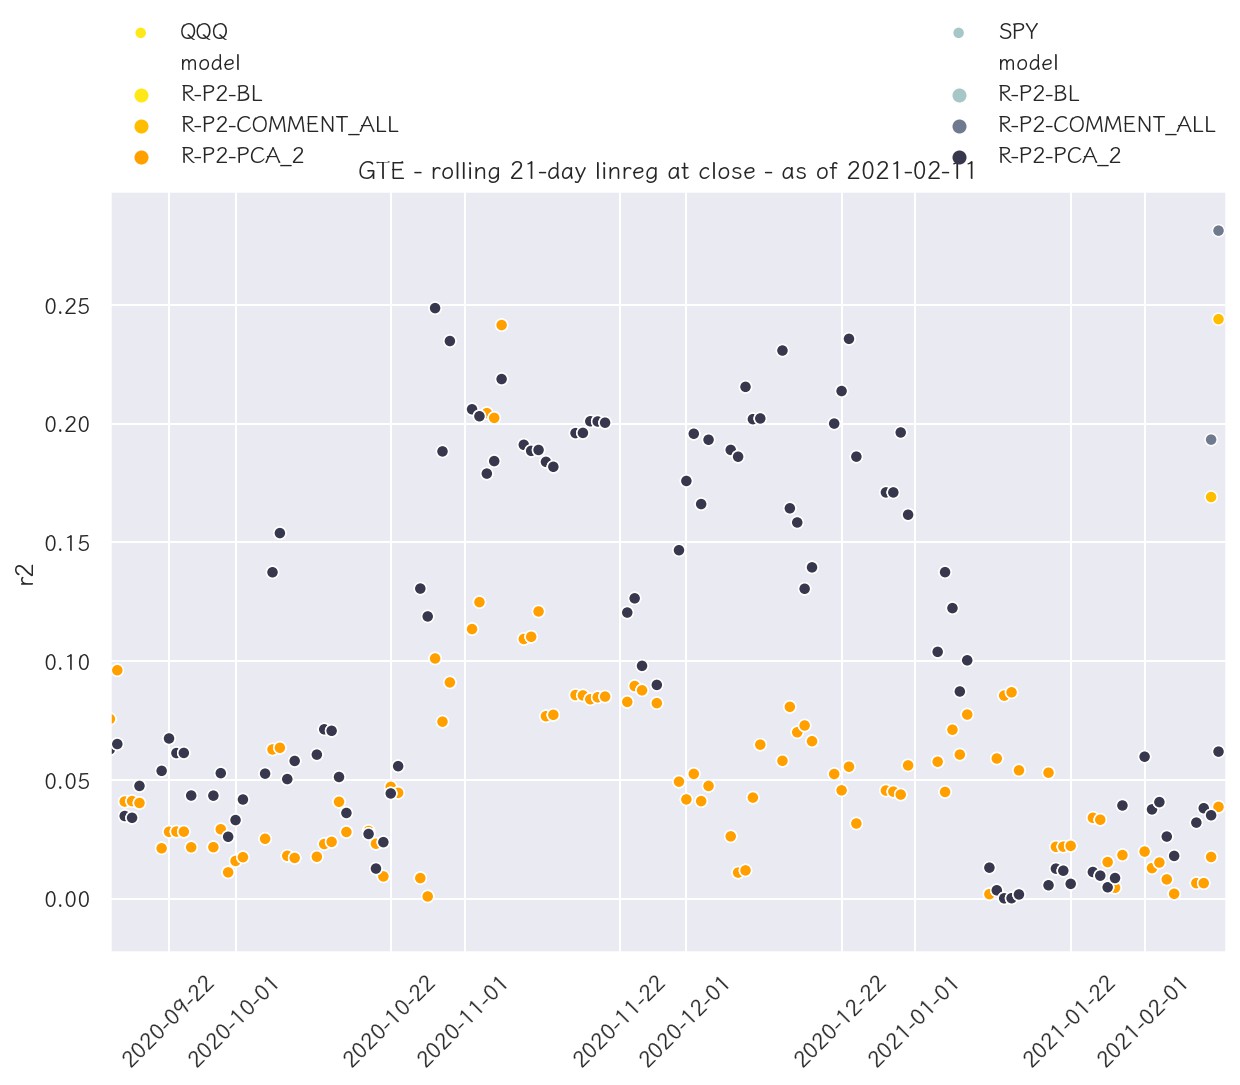 QQQ
model
R-P2-BL
R-P2-COMMENT_ALL
R-P2-PCA_2
SPY
model
R-P2-BL
R-P2-COMMENT_ALL
R-P2-PCA_2
GTE - rolling 21-day linreg at close - as of 2021-02-11
r2
0.25
0.20
0.15
0.10
0.05
0.00
2020-09-22
2020-10-01
2020-10-22
2020-11-01
2020-11-22
2020-12-01
2020-12-22
2021-01-01
2021-01-22
2021-02-01